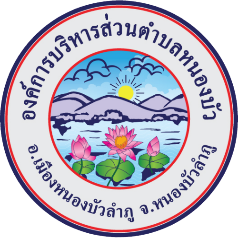 องค์การบริหารส่วนตำบลหนองบัว
อ.เมืองหนองบัวลำภู จ.หนองบัวลำภู